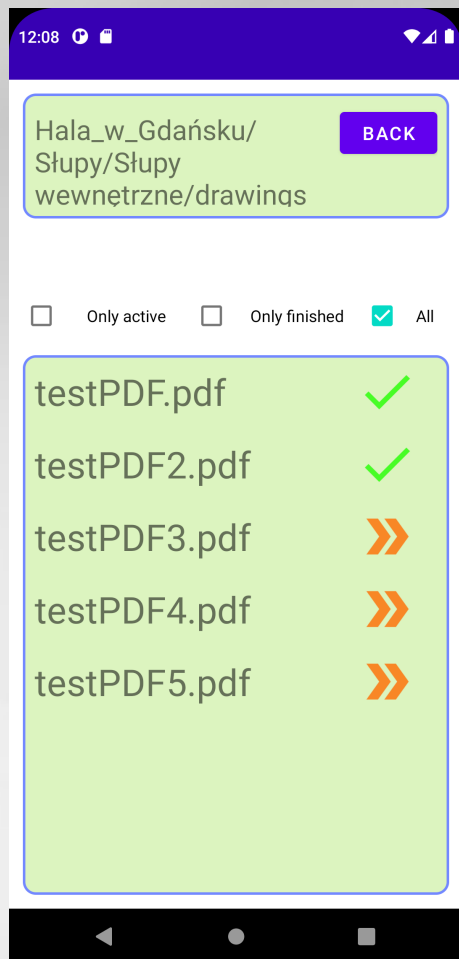 12:08
Hala_w_Gdańsku/
Słupy/Słupy
wewnętrzne/drawings
BACK
Only active
Only finished
All
testPDF.pdf
testPDF2.pdf
testPDF3.pdf
testPDF4.pdf
testPDF5.pdf